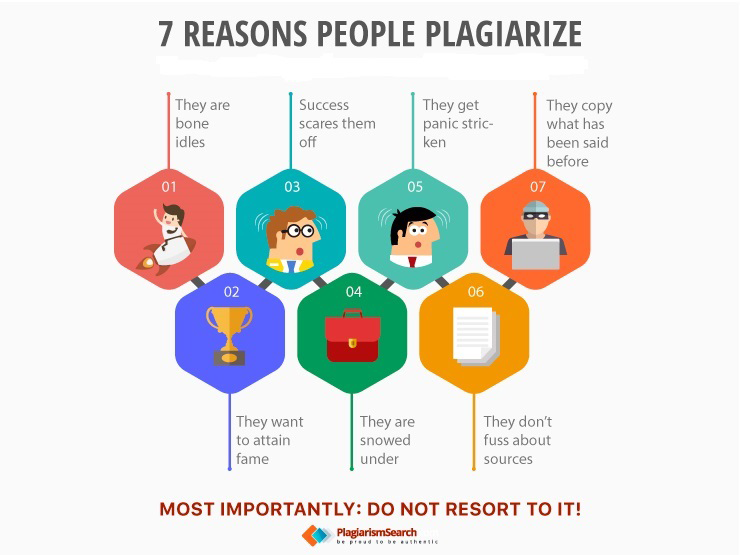 7 REASONS PEOPLE PLAGIARIZE
They are
bone
idles
Success
scares them
off
They get
panic stric-
ken
They copy
what has
been said
before
01
03
05
07
02
04
06
They want
to attain
fame
They are
snowed
under
They don't
fuss about
sources
MOST IMPORTANTLY: DO NOT RESORT TO IT!
PlagiarismSearch
be proud to be authentic